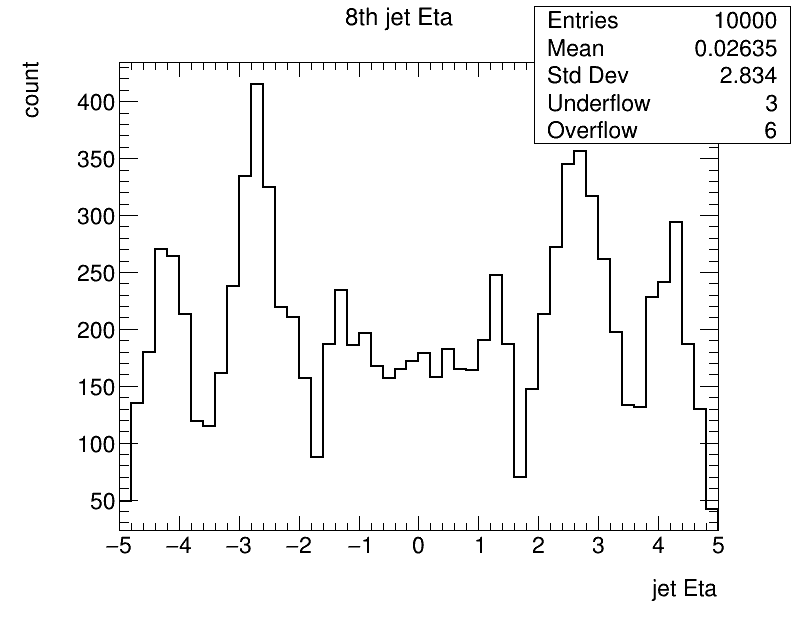 8th jet Eta
Entries 10000
Mean 0.02635
Std Dev 2.834
Underflow 3
Overflow 6
count
400
350
300
250
200
150
100
50
−5 −4 −3 −2 −1 0 1 2 3 4 5
jet Eta